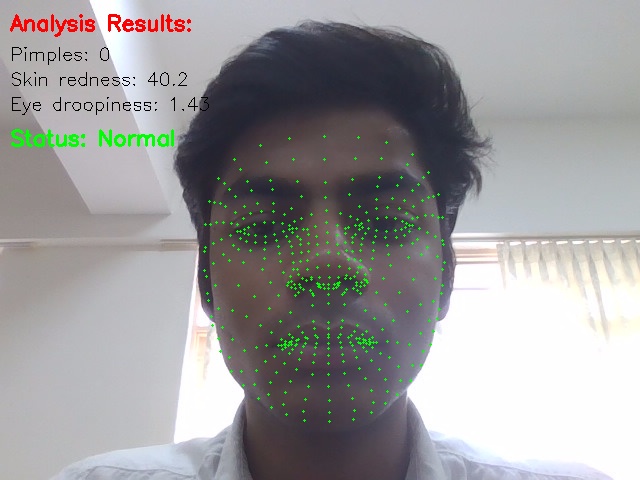 Analysis Results:
Pimples: 0
Skin redness: 40.2
Eye droopiness: 1.43
Status: Normal